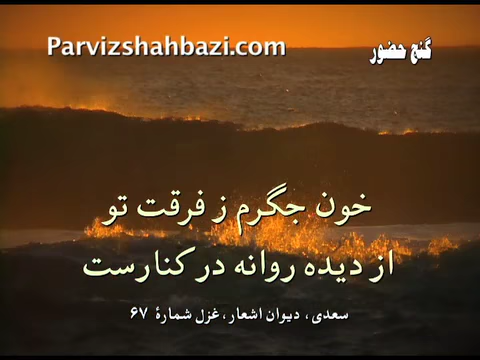 Parvizshahbazi.com
گنج حضور
خون جگرم ز فرقت تو
از دیده روانه در کنارست
سعدی، دیوان اشعار، غزل شمارهٔ ۶۷